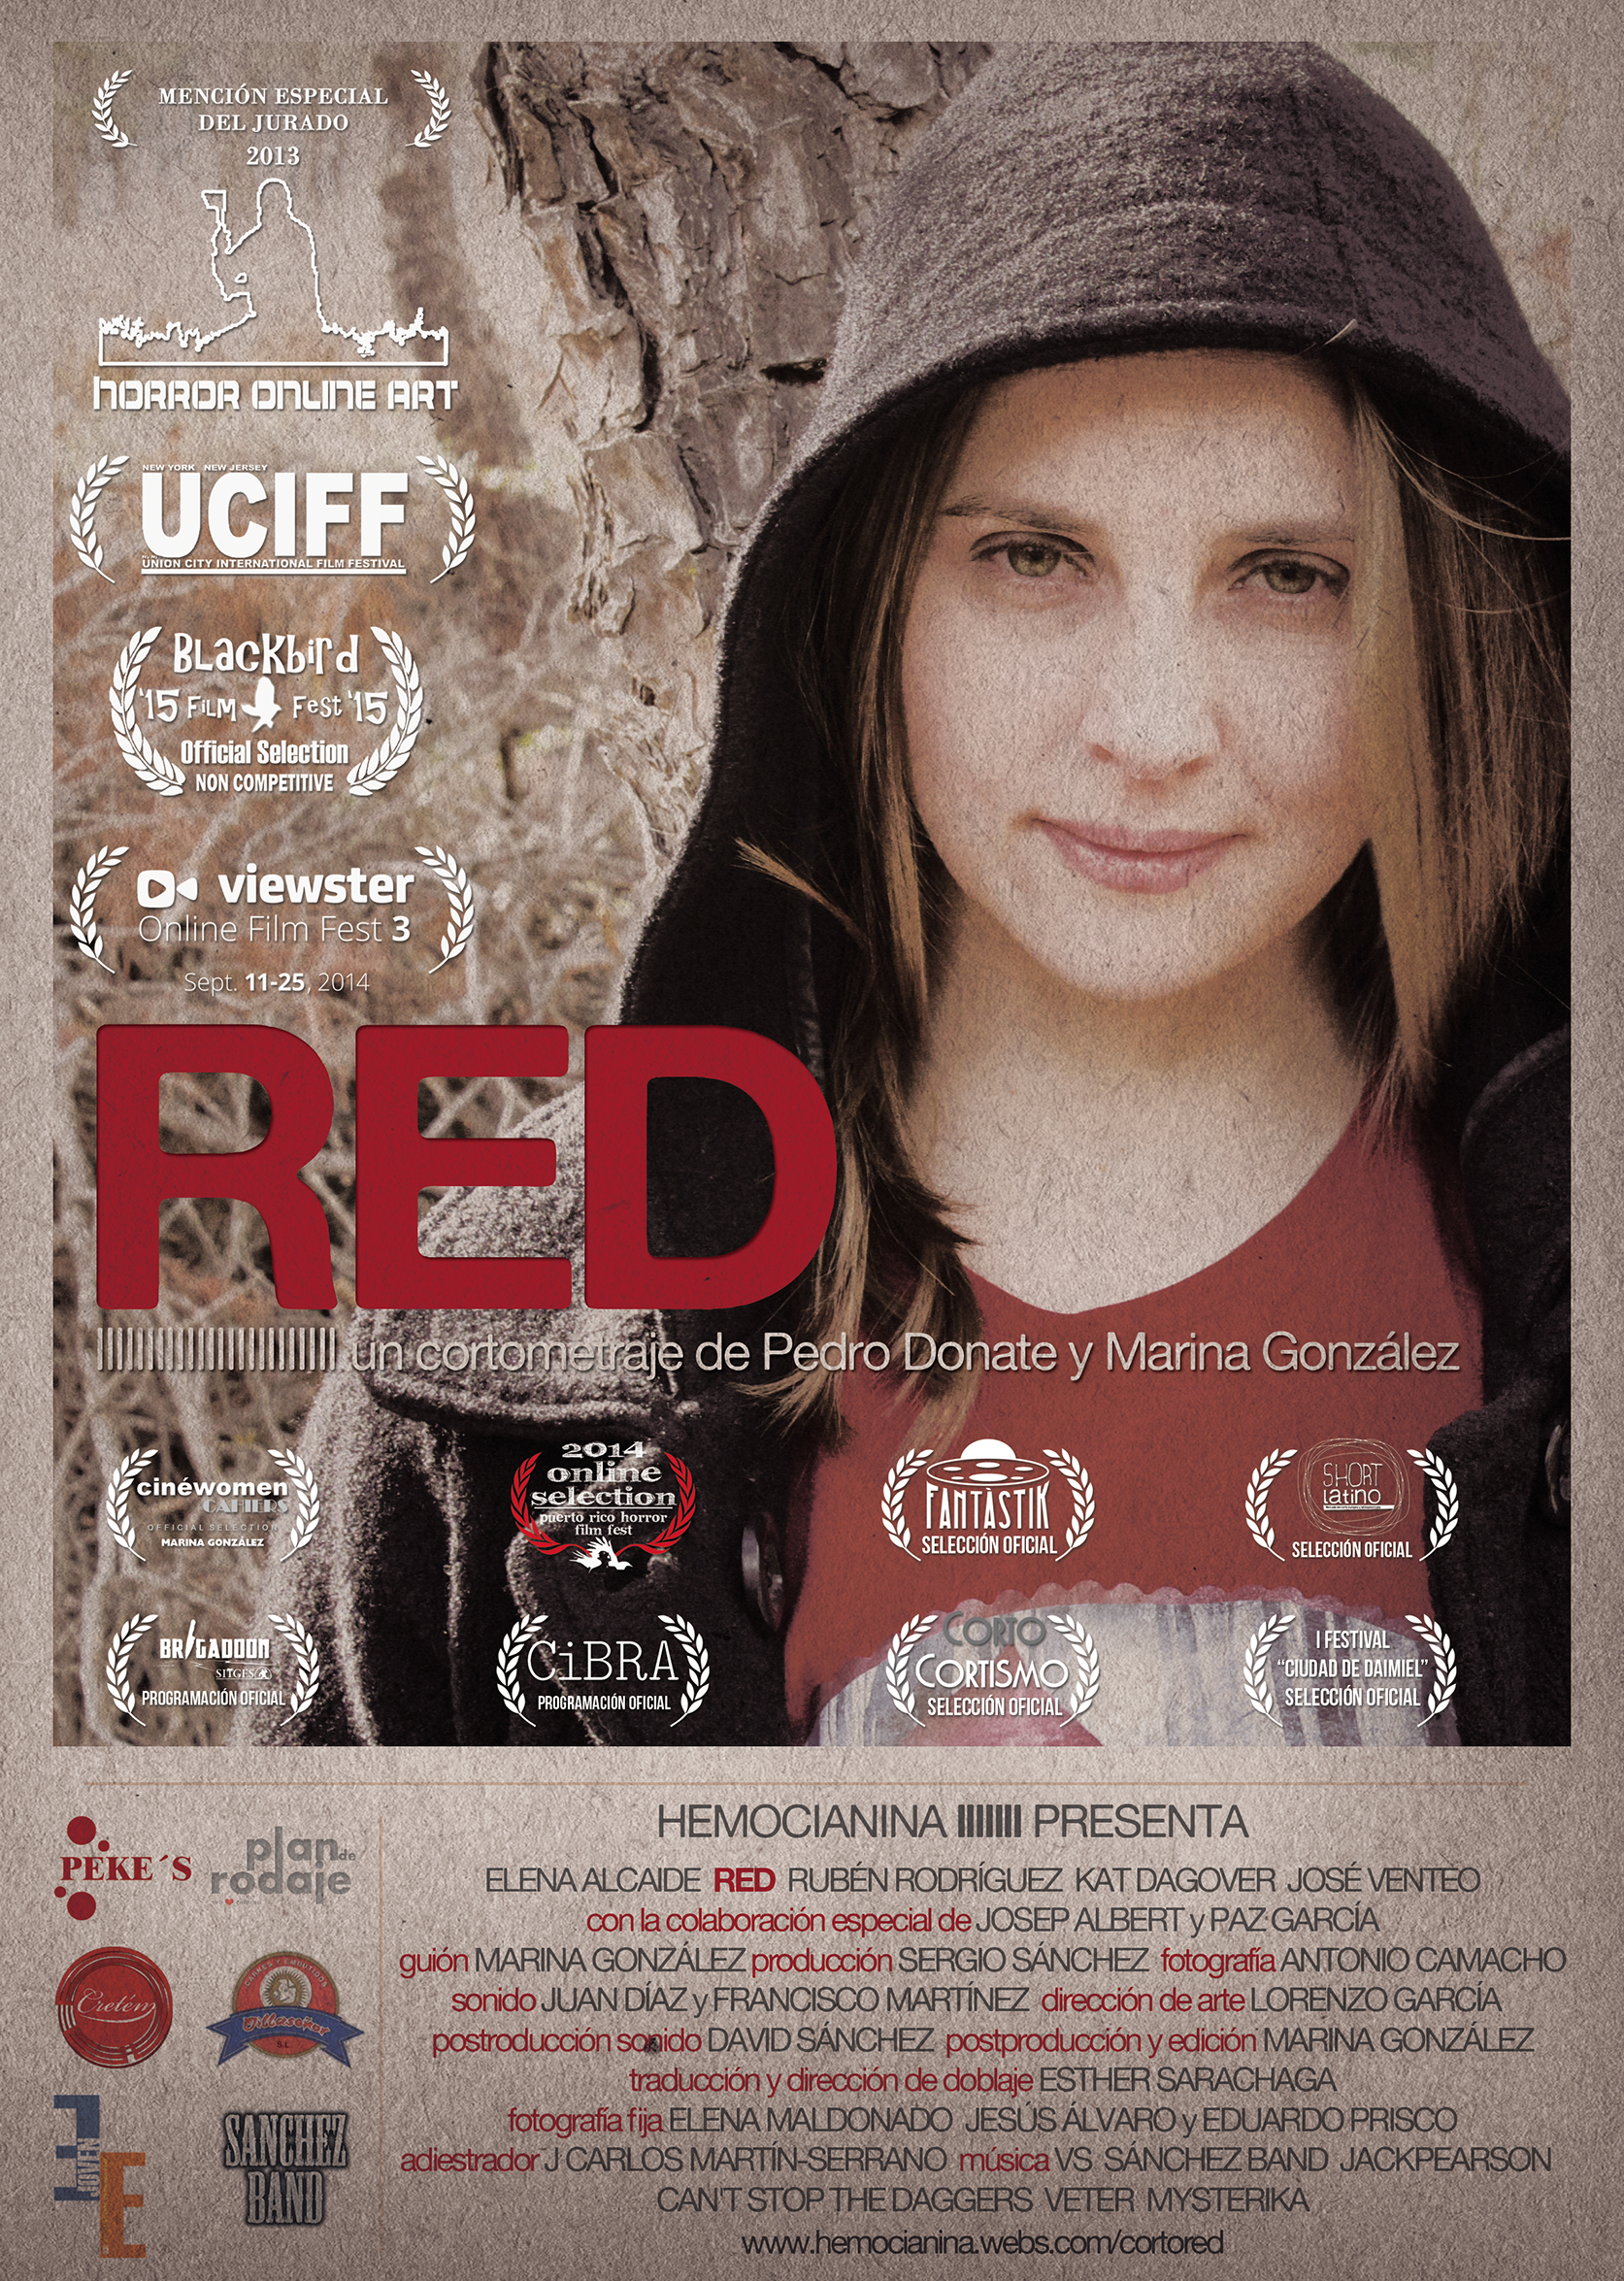 MENCIÓN ESPECIAL
DEL JURADO
2013
HORROR ONLINE ART
NEW YORK NEW JERSEY
UCIFF
UNION CITY INTERNATIONAL FILM FESTIVAL
BLackbird
'15 FiLM Fest '15
Official Selection
NON COMPETITIVE
viewster
Online Film Fest 3
Sept. 11-25, 2014
RED
un cortometraje de Pedro Donate y Marina González
cinéwomen
CAHIERS
OFFICIAL SELECTION
MARINA GONZÁLEZ
2014
online
selection
puerto rico horror
film fest
FANTÀSTIK
SELECCIÓN OFICIAL
SHORT
Latino
SELECCIÓN OFICIAL
BRIGADOON
SITGES
PROGRAMACIÓN OFICIAL
CiBRA
PROGRAMACIÓN OFICIAL
CORTO
CORTISMO
SELECCIÓN OFICIAL
I FESTIVAL
“CIUDAD DE DAIMIEL”
SELECCIÓN OFICIAL
PEKE´S
plan de
rodaje
Cretém
CARNES Y EMBUTIDOS
Villaseñor
S.L.
JOVEN
E
SANCHEZ
BAND
HEMOCIANINA PRESENTA
ELENA ALCAIDE RED RUBÉN RODRÍGUEZ KAT DAGOVER JOSÉ VENTEO
con la colaboración especial de JOSEP ALBERT y PAZ GARCÍA
guión MARINA GONZÁLEZ producción SERGIO SÁNCHEZ fotografía ANTONIO CAMACHO
sonido JUAN DÍAZ y FRANCISCO MARTÍNEZ dirección de arte LORENZO GARCÍA
postroducción sonido DAVID SÁNCHEZ postproducción y edición MARINA GONZÁLEZ
traducción y dirección de doblaje ESTHER SARACHAGA
fotografía fija ELENA MALDONADO JESÚS ÁLVARO y EDUARDO PRISCO
adiestrador J CARLOS MARTÍN-SERRANO música VS SÁNCHEZ BAND JACKPEARSON
CAN'T STOP THE DAGGERS VETER MYSTERIKA
www.hemocianina.webs.com/cortored